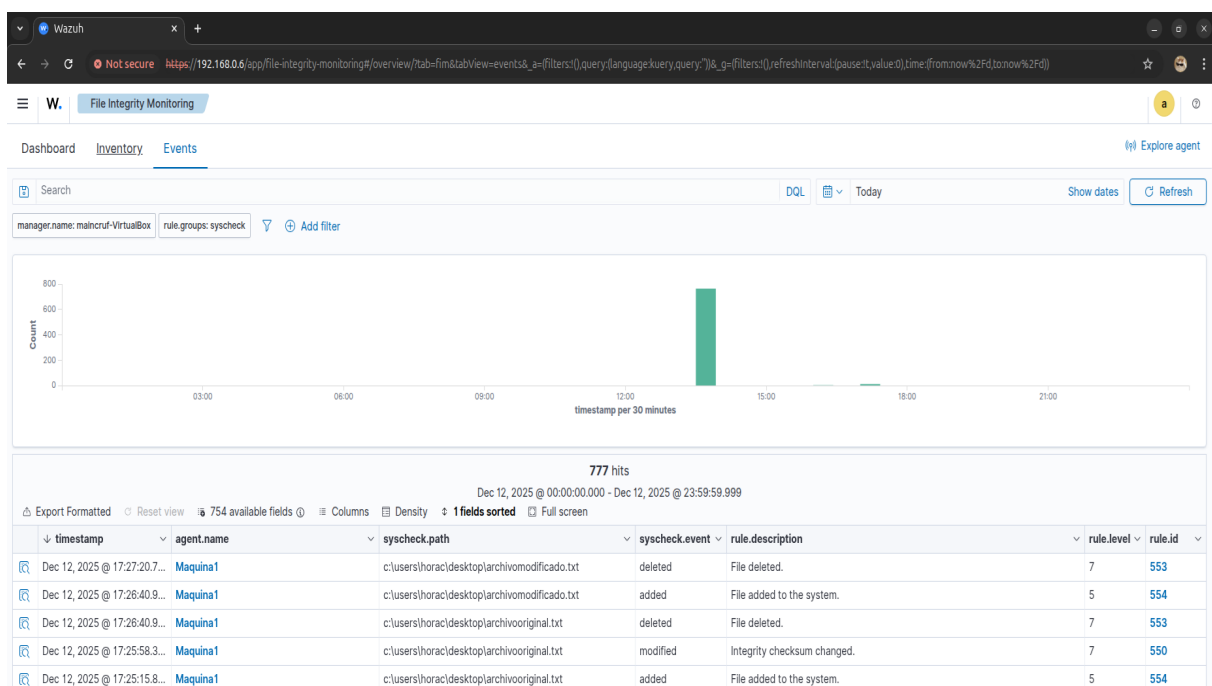 Wazuh
Not secure https://192.168.0.6/app/file-integrity-monitoring#/overview/?tab=fim&tabView=events&_a=(filters:!(),query:(language:kuery,query:''))&_g=(filters:!(),refreshInterval:(pause:!t,value:0),time:(from:now%2Fd,to:now%2Fd))
W. File Integrity Monitoring a
Dashboard Inventory Events Explore agent
Search DQL Today Show dates Refresh
manager.name: maincruf-VirtualBox rule.groups: syscheck Add filter
800
600
400
200
0
Count
03:00 06:00 09:00 12:00 15:00 18:00 21:00
timestamp per 30 minutes
777 hits
Dec 12, 2025 @ 00:00:00.000 - Dec 12, 2025 @ 23:59:59.999
Export Formatted Reset view 754 available fields Columns Density 1 fields sorted Full screen
timestamp agent.name syscheck.path syscheck.event rule.description rule.level rule.id
Dec 12, 2025 @ 17:27:20.7... Maquina1 c:\users\horac\desktop\archivomodificado.txt deleted File deleted. 7 553
Dec 12, 2025 @ 17:26:40.9... Maquina1 c:\users\horac\desktop\archivomodificado.txt added File added to the system. 5 554
Dec 12, 2025 @ 17:26:40.9... Maquina1 c:\users\horac\desktop\archivooriginal.txt deleted File deleted. 7 553
Dec 12, 2025 @ 17:25:58.3... Maquina1 c:\users\horac\desktop\archivooriginal.txt modified Integrity checksum changed. 7 550
Dec 12, 2025 @ 17:25:15.8... Maquina1 c:\users\horac\desktop\archivooriginal.txt added File added to the system. 5 554